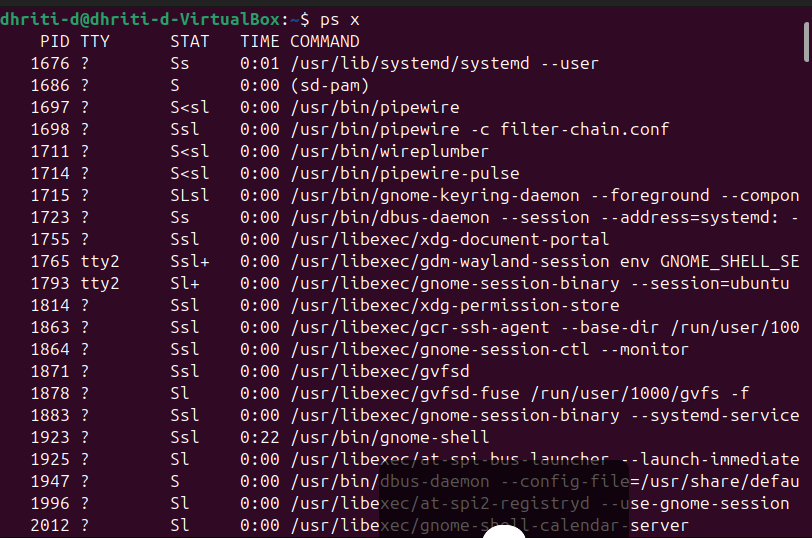 dhriti-d@dhriti-d-VirtualBox:~$ ps x
PID TTY STAT TIME COMMAND
1676 ? Ss 0:01 /usr/lib/systemd/systemd --user
1686 ? S 0:00 (sd-pam)
1697 ? S<sl 0:00 /usr/bin/pipewire
1698 ? Ssl 0:00 /usr/bin/pipewire -c filter-chain.conf
1711 ? S<sl 0:00 /usr/bin/wireplumber
1714 ? S<sl 0:00 /usr/bin/pipewire-pulse
1715 ? SLsl 0:00 /usr/bin/gnome-keyring-daemon --foreground --compon
1723 ? Ss 0:00 /usr/bin/dbus-daemon --session --address=systemd: -
1755 ? Ssl 0:00 /usr/libexec/xdg-document-portal
1765 tty2 Ssl+ 0:00 /usr/libexec/gdm-wayland-session env GNOME_SHELL_SE
1793 tty2 Sl+ 0:00 /usr/libexec/gnome-session-binary --session=ubuntu
1814 ? Ssl 0:00 /usr/libexec/xdg-permission-store
1863 ? Ssl 0:00 /usr/libexec/gcr-ssh-agent --base-dir /run/user/100
1864 ? Ssl 0:00 /usr/libexec/gnome-session-ctl --monitor
1871 ? Ssl 0:00 /usr/libexec/gvfsd
1878 ? Sl 0:00 /usr/libexec/gvfsd-fuse /run/user/1000/gvfs -f
1883 ? Ssl 0:00 /usr/libexec/gnome-session-binary --systemd-service
1923 ? Ssl 0:22 /usr/bin/gnome-shell
1925 ? Sl 0:00 /usr/libexec/at-spi-bus-launcher --launch-immediate
1947 ? S 0:00 /usr/bin/dbus-daemon --config-file=/usr/share/defau
1996 ? Sl 0:00 /usr/libexec/at-spi2-registryd --use-gnome-session
2012 ? Sl 0:00 /usr/libexec/gnome-shell-calendar-server